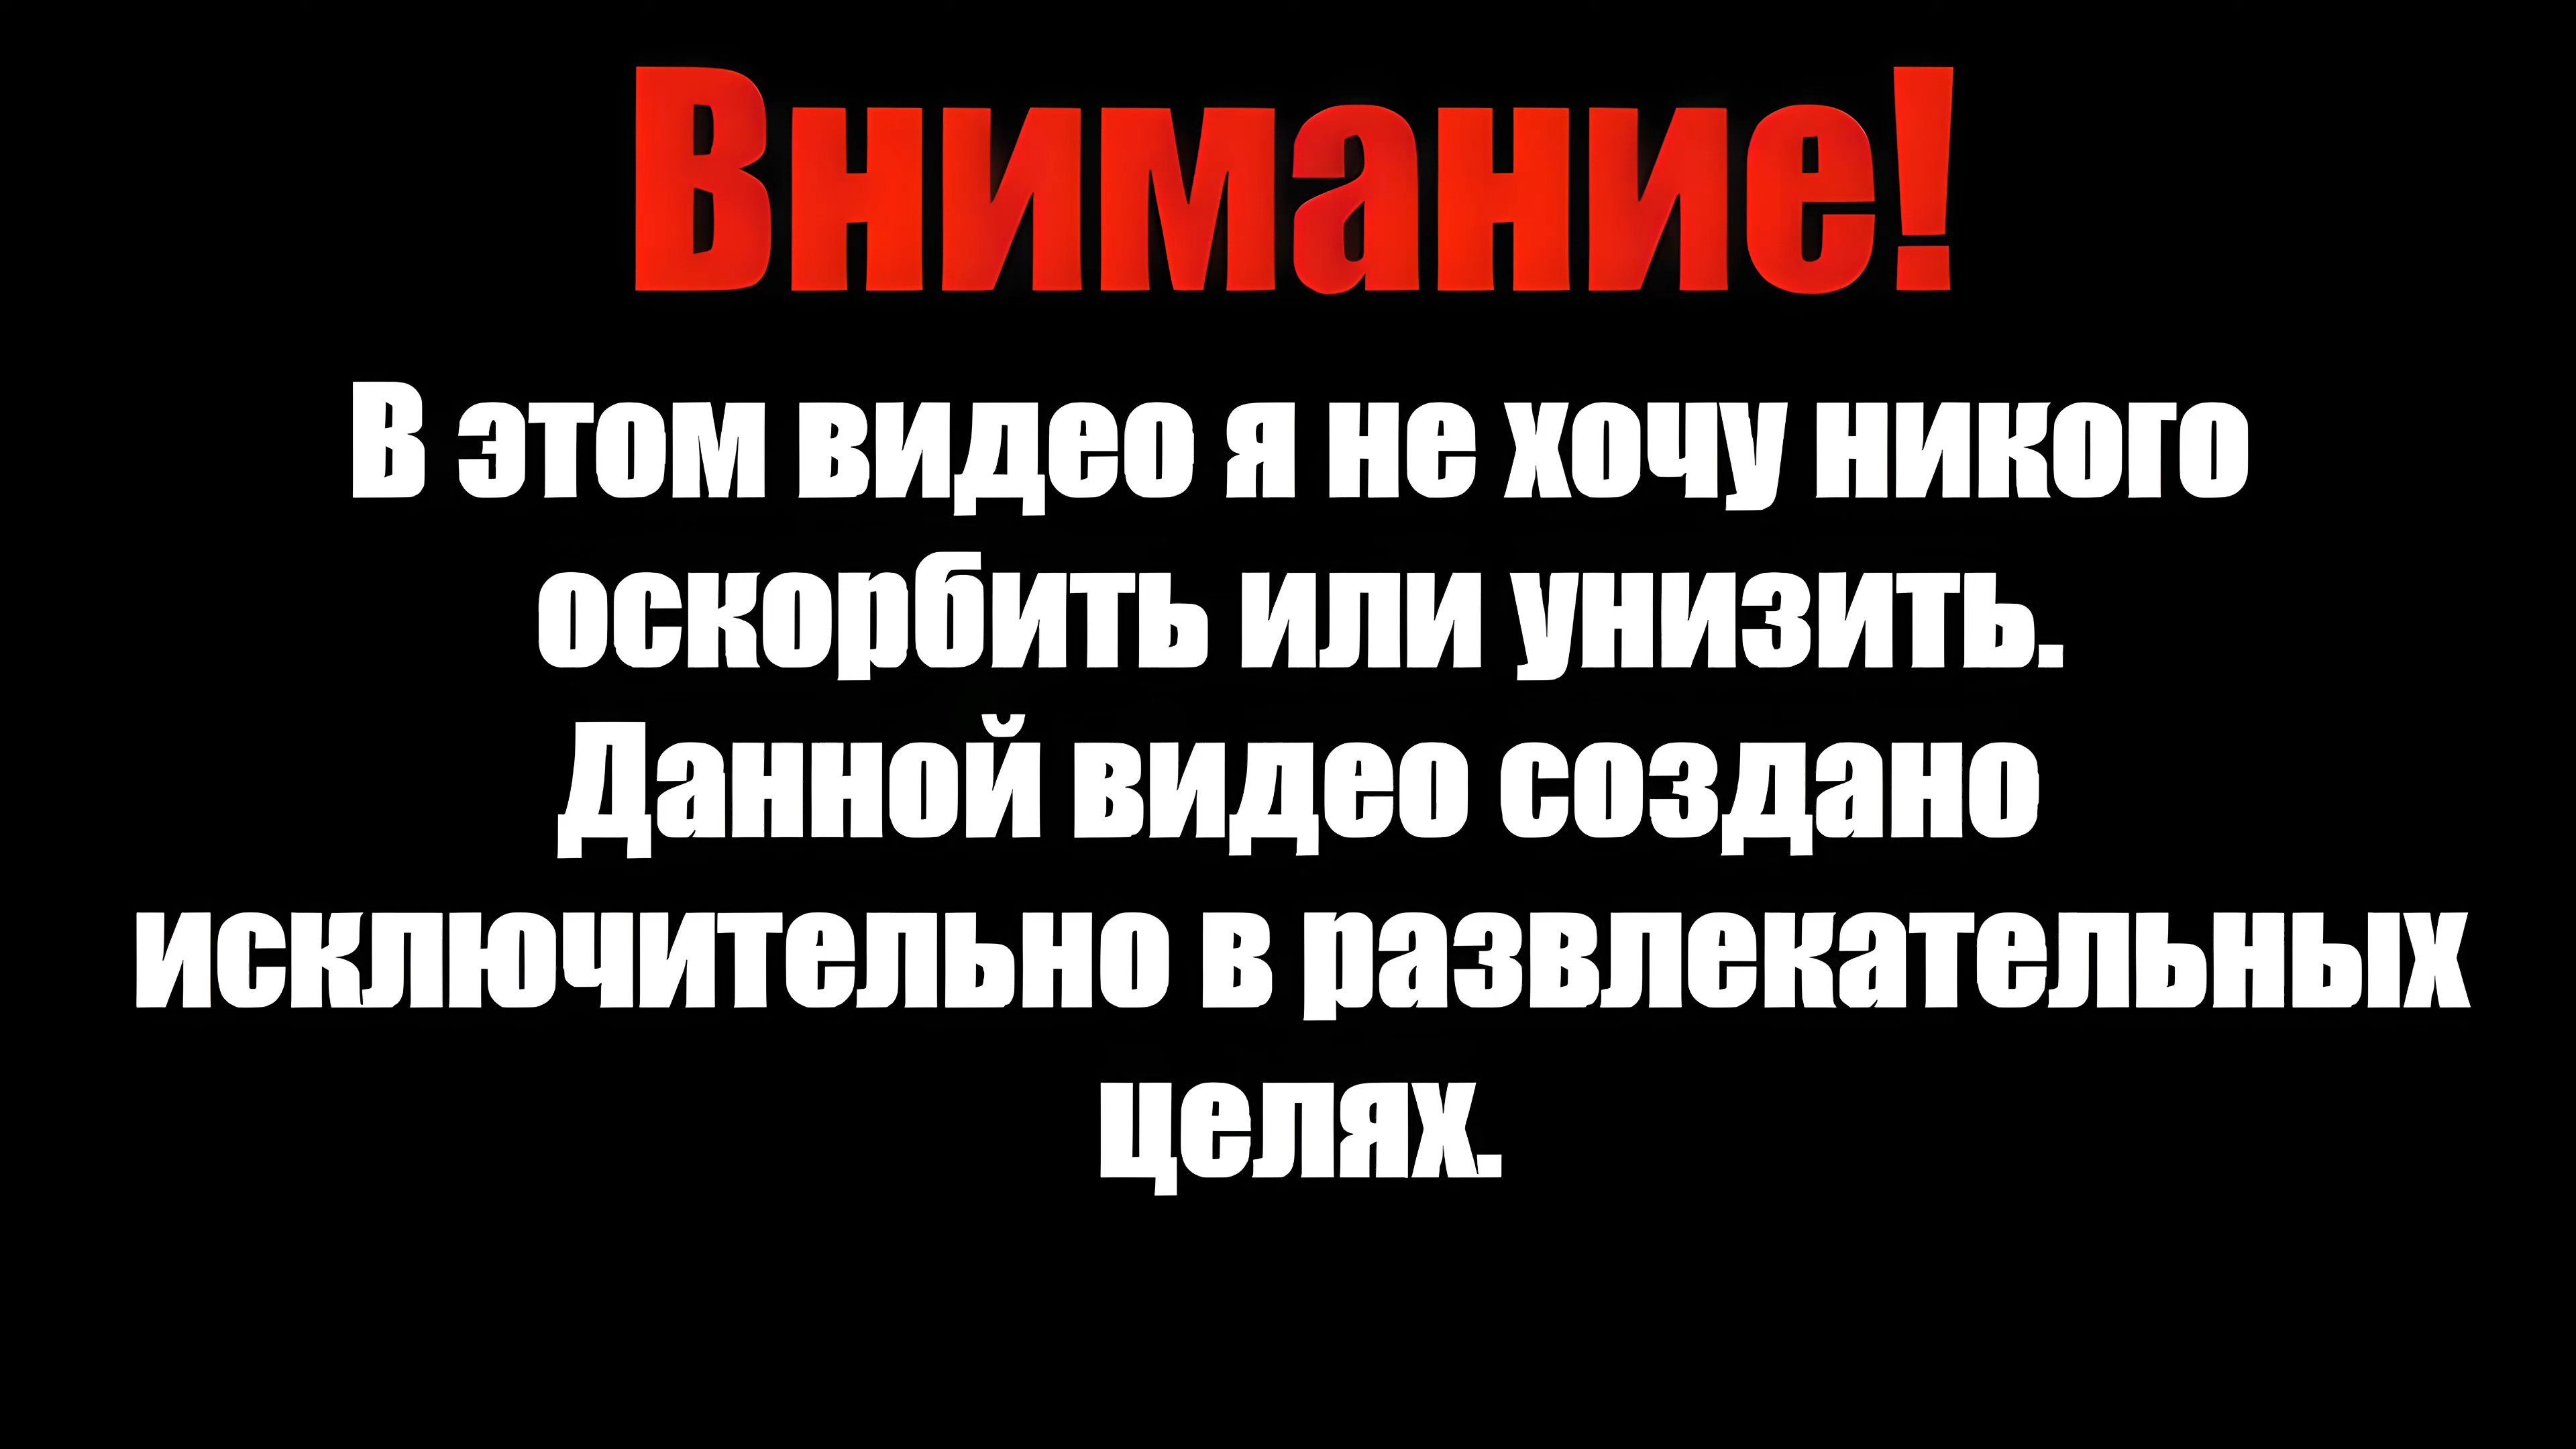 Внимание!
В этом видео я не хочу никого
оскорбить или унизить.
Данной видео создано
исключительно в развлекательных
целях.